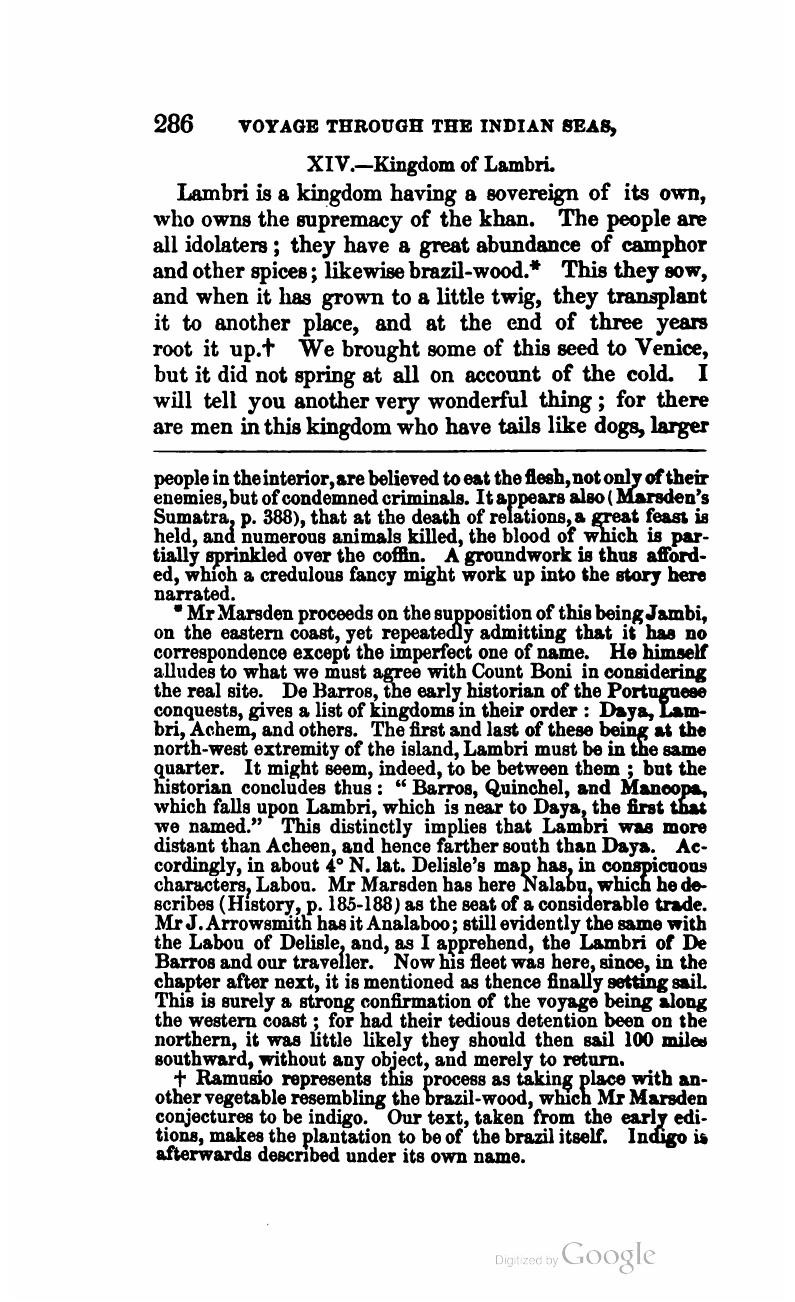 286 VOYAGE THROUGH THE INDIAN SEAS,
XIV.—Kingdom of Lambri.
Lambri is a kingdom having a sovereign of its own,
who owns the supremacy of the khan. The people are
all idolaters; they have a great abundance of camphor
and other spices; likewise brazil-wood.* This they sow,
and when it has grown to a little twig, they transplant
it to another place, and at the end of three years
root it up.† We brought some of this seed to Venice,
but it did not spring at all on account of the cold. I
will tell you another very wonderful thing; for there
are men in this kingdom who have tails like dogs, larger
people in the interior, are believed to eat the flesh, not only of their
enemies, but of condemned criminals. It appears also (Marsden's
Sumatra, p. 388), that at the death of relations, a great feast is
held, and numerous animals killed, the blood of which is par-
tially sprinkled over the coffin. A groundwork is thus afford-
ed, which a credulous fancy might work up into the story here
narrated.
* Mr Marsden proceeds on the supposition of this being Jambi,
on the eastern coast, yet repeatedly admitting that it has no
correspondence except the imperfect one of name. He himself
alludes to what we must agree with Count Boni in considering
the real site. De Barros, the early historian of the Portuguese
conquests, gives a list of kingdoms in their order: Daya, Lam-
bri, Achem, and others. The first and last of these being at the
north-west extremity of the island, Lambri must be in the same
quarter. It might seem, indeed, to be between them; but the
historian concludes thus: "Barros, Quinchel, and Mancopa,
which falls upon Lambri, which is near to Daya, the first that
we named." This distinctly implies that Lambri was more
distant than Acheen, and hence farther south than Daya. Ac-
cordingly, in about 4° N. lat. Delisle's map has, in conspicuous
characters, Labou. Mr Marsden has here Nalabu, which he de-
scribes (History, p. 185-188) as the seat of a considerable trade.
Mr J. Arrowsmith has it Analaboo; still evidently the same with
the Labou of Delisle, and, as I apprehend, the Lambri of De
Barros and our traveller. Now his fleet was here, since, in the
chapter after next, it is mentioned as thence finally setting sail.
This is surely a strong confirmation of the voyage being along
the western coast; for had their tedious detention been on the
northern, it was little likely they should then sail 100 miles
southward, without any object, and merely to return.
† Ramusio represents this process as taking place with an-
other vegetable resembling the brazil-wood, which Mr Marsden
conjectures to be indigo. Our text, taken from the early edi-
tions, makes the plantation to be of the brazil itself. Indigo is
afterwards described under its own name.
Digitized by Google